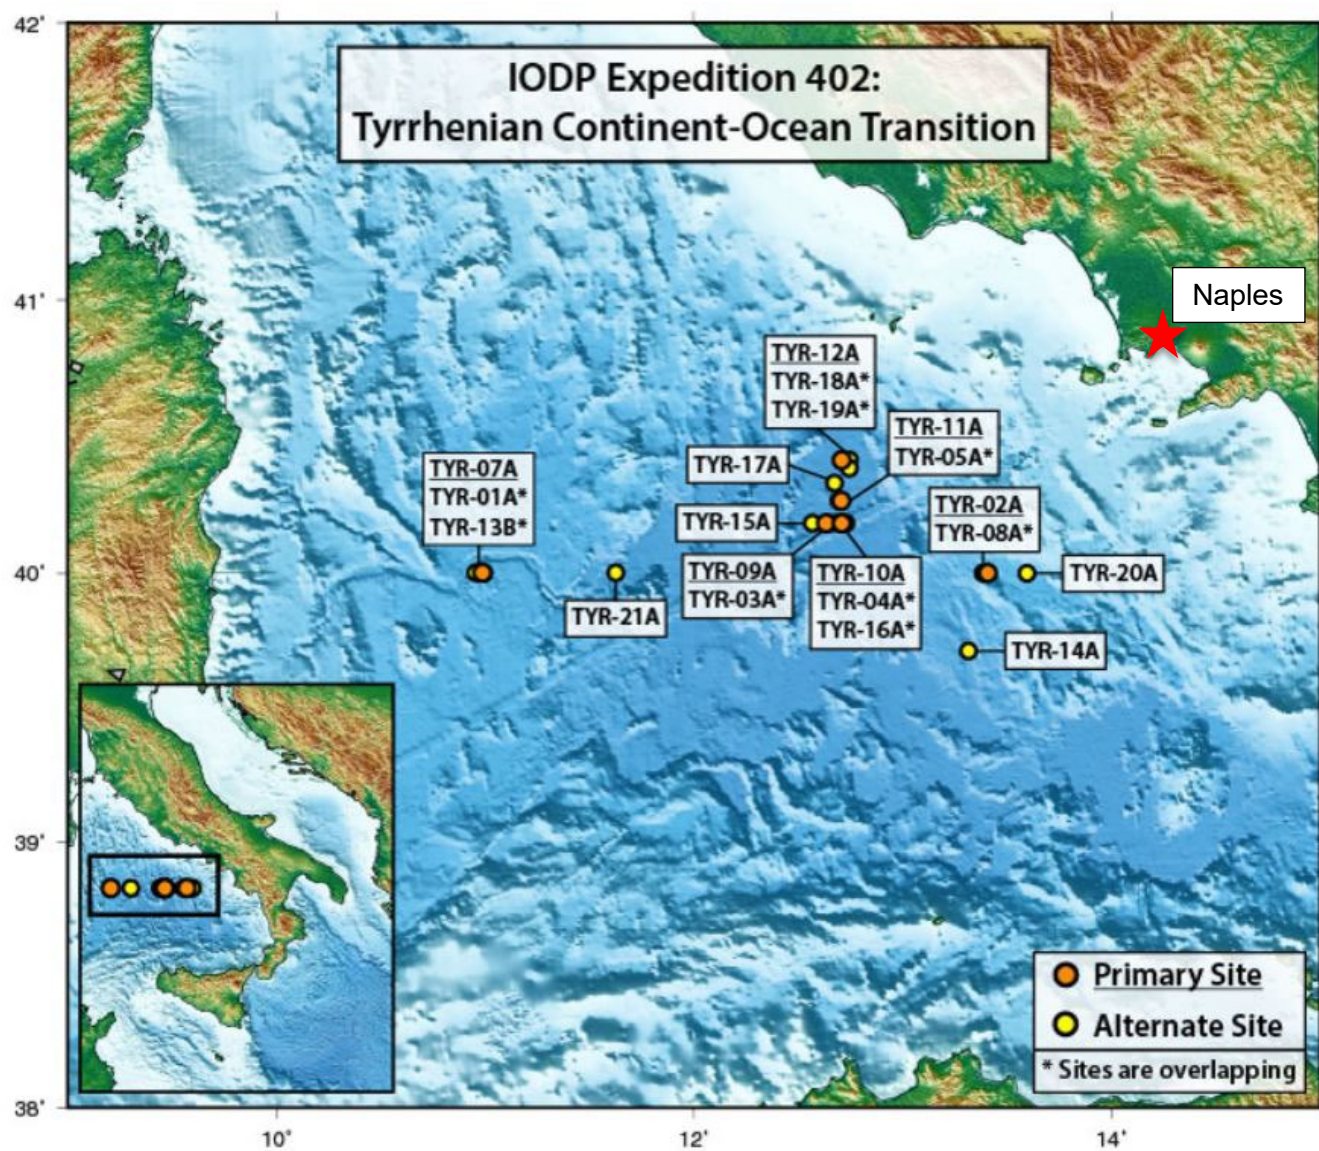 42°
IODP Expedition 402:
Tyrrhenian Continent-Ocean Transition
41°
Naples
TYR-12A
TYR-18A*
TYR-19A*
TYR-11A
TYR-05A*
TYR-17A
TYR-07A
TYR-01A*
TYR-13B*
TYR-15A
TYR-02A
TYR-08A*
40°
TYR-09A
TYR-03A*
TYR-10A
TYR-04A*
TYR-16A*
TYR-20A
TYR-21A
TYR-14A
39°
Primary Site
Alternate Site
* Sites are overlapping
38°
10°
12°
14°